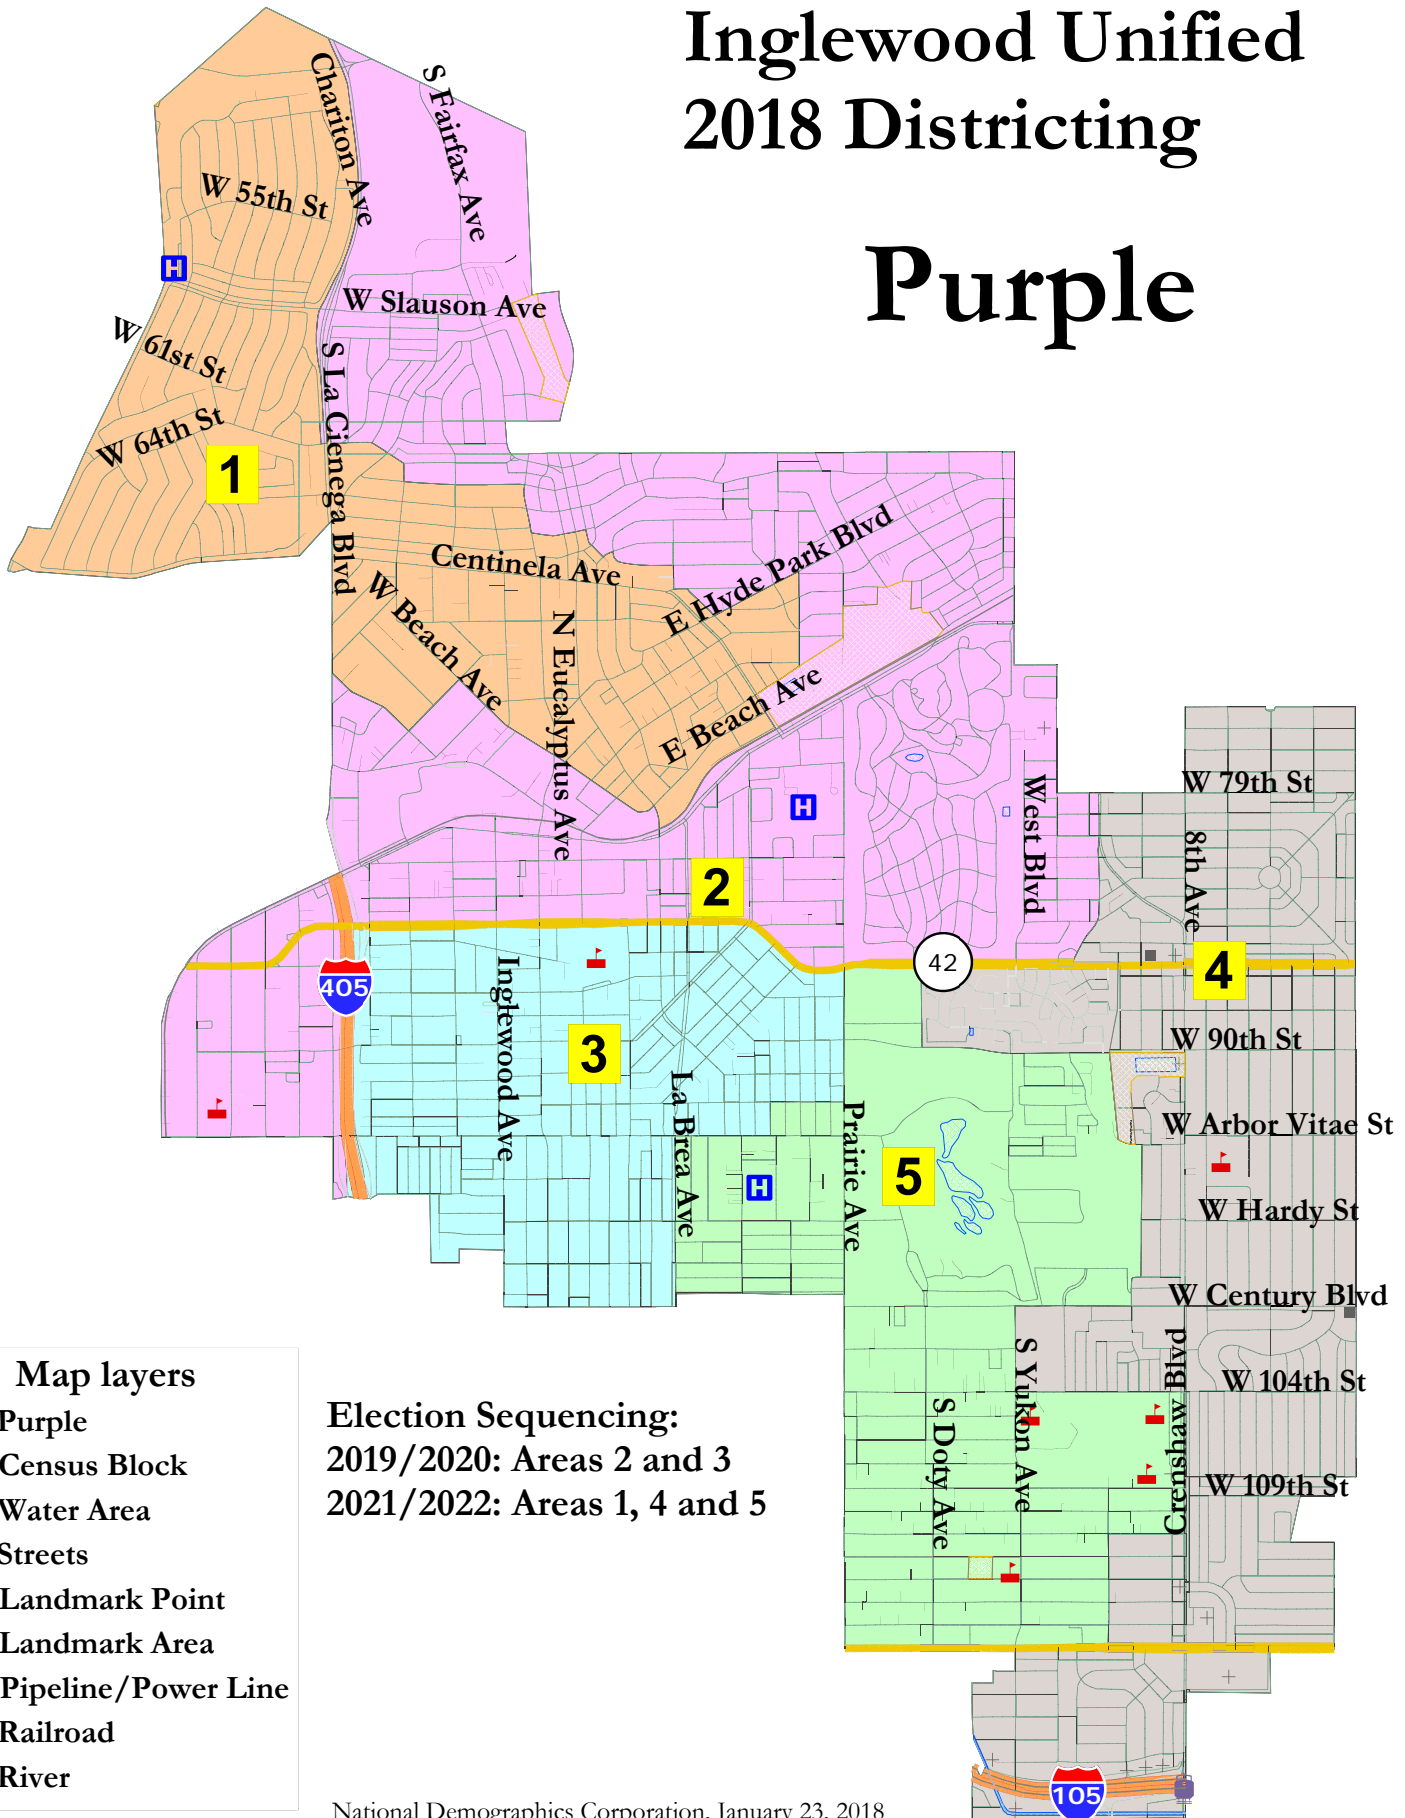 Inglewood Unified
2018 Districting
Purple
Chariton Ave
S Fairfax Ave
W 55th St
H
W Slauson Ave
W 61st St
S La Cienega Blvd
W 64th St
1
Centinela Ave
E Hyde Park Blvd
W Beach Ave
N Eucalyptus Ave
E Beach Ave
H
West Blvd
W 79th St
8th Ave
2
42
4
405
Inglewood Ave
3
La Brea Ave
Prairie Ave
W 90th St
W Arbor Vitae St
5
H
W Hardy St
W Century Blvd
S Yukon Ave
Crenshaw Blvd
W 104th St
S Doty Ave
W 109th St
105
Map layers
Purple
Census Block
Water Area
Streets
Landmark Point
Landmark Area
Pipeline/Power Line
Railroad
River
Election Sequencing:
2019/2020: Areas 2 and 3
2021/2022: Areas 1, 4 and 5
National Demographics Corporation, January 23, 2018